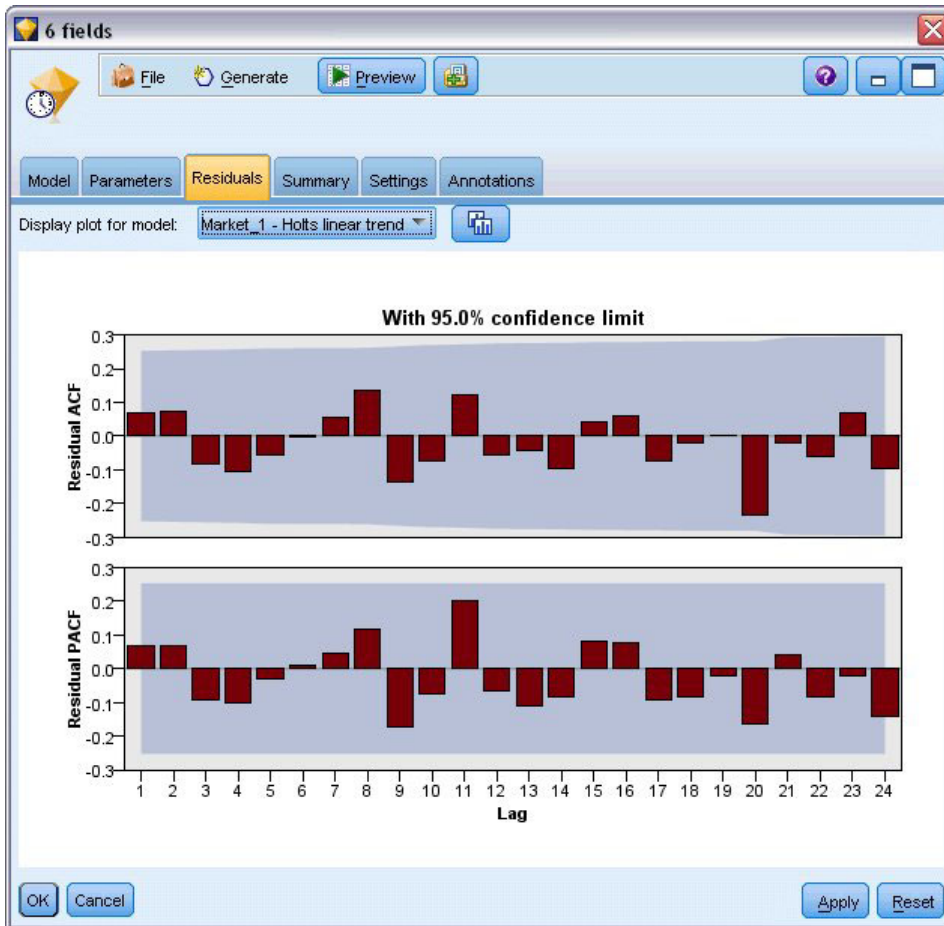 6 fields
File Generate Preview
Model Parameters Residuals Summary Settings Annotations
Display plot for model: Market_1 - Holts linear trend
With 95.0% confidence limit
Residual ACF
0.3
0.2
0.1
0.0
-0.1
-0.2
-0.3
Residual PACF
0.3
0.2
0.1
0.0
-0.1
-0.2
-0.3
1 2 3 4 5 6 7 8 9 10 11 12 13 14 15 16 17 18 19 20 21 22 23 24
Lag
OK Cancel Apply Reset